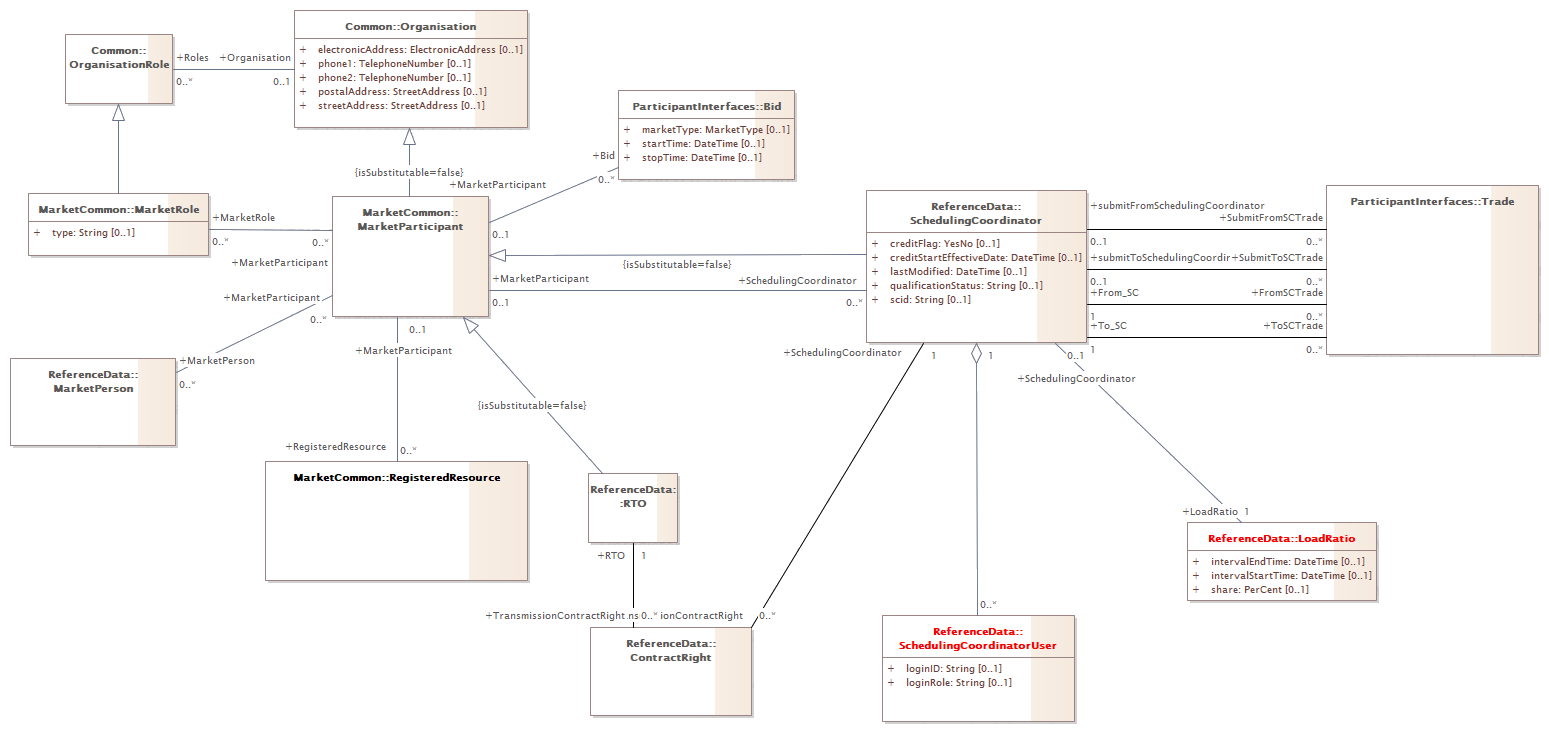 Common::
OrganisationRole
+Roles
+Organisation
0..*
0..1
Common::Organisation
+ electronicAddress: ElectronicAddress [0..1]
+ phone1: TelephoneNumber [0..1]
+ phone2: TelephoneNumber [0..1]
+ postalAddress: StreetAddress [0..1]
+ streetAddress: StreetAddress [0..1]
{isSubstitutable=false}
ParticipantInterfaces::Bid
+ marketType: MarketType [0..1]
+ startTime: DateTime [0..1]
+ stopTime: DateTime [0..1]
+Bid
0..*
+MarketParticipant
0..1
MarketCommon::MarketRole
+ type: String [0..1]
+MarketRole
0..*
0..*
+MarketParticipant
MarketCommon::
MarketParticipant
ReferenceData::
SchedulingCoordinator
+ creditFlag: YesNo [0..1]
+ creditStartEffectiveDate: DateTime [0..1]
+ lastModified: DateTime [0..1]
+ qualificationStatus: String [0..1]
+ scid: String [0..1]
{isSubstitutable=false}
+MarketParticipant
0..1
+SchedulingCoordinator
0..*
ParticipantInterfaces::Trade
+submitFromSchedulingCoordinator
+SubmitFromSCTrade
0..1
0..*
+submitToSchedulingCoordir
+SubmitToSCTrade
0..1
0..*
+From_SC
+FromSCTrade
1
0..*
+To_SC
+ToSCTrade
1
0..*
+MarketParticipant
0..*
+MarketPerson
0..*
ReferenceData::
MarketPerson
0..1
+MarketParticipant
+RegisteredResource
0..*
MarketCommon::RegisteredResource
{isSubstitutable=false}
ReferenceData:
:RTO
+RTO
1
+TransmissionContractRight
ns
0..*
ionContractRight
0..*
ReferenceData::
ContractRight
+SchedulingCoordinator
1
1
0..*
0..1
+SchedulingCoordinator
+LoadRatio
1
ReferenceData::LoadRatio
+ intervalEndTime: DateTime [0..1]
+ intervalStartTime: DateTime [0..1]
+ share: PerCent [0..1]
ReferenceData::
SchedulingCoordinatorUser
+ loginID: String [0..1]
+ loginRole: String [0..1]